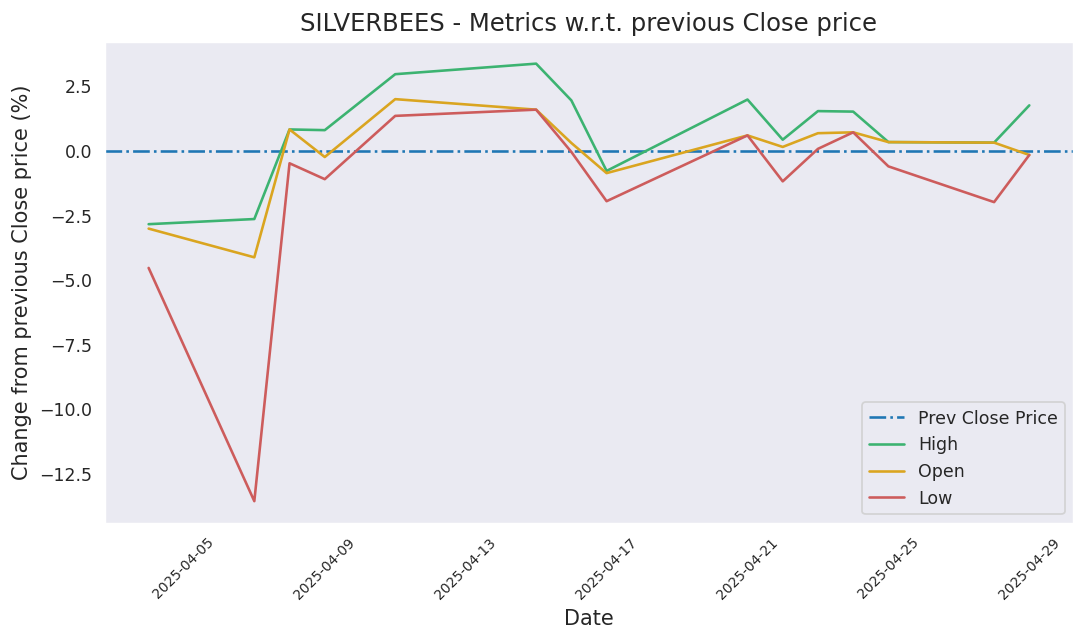 SILVERBEES - Metrics w.r.t. previous Close price
Change from previous Close price (%)
2.5
0.0
−2.5
−5.0
−7.5
−10.0
−12.5
Prev Close Price
High
Open
Low
2025-04-05
2025-04-09
2025-04-13
2025-04-17
2025-04-21
2025-04-25
2025-04-29
Date